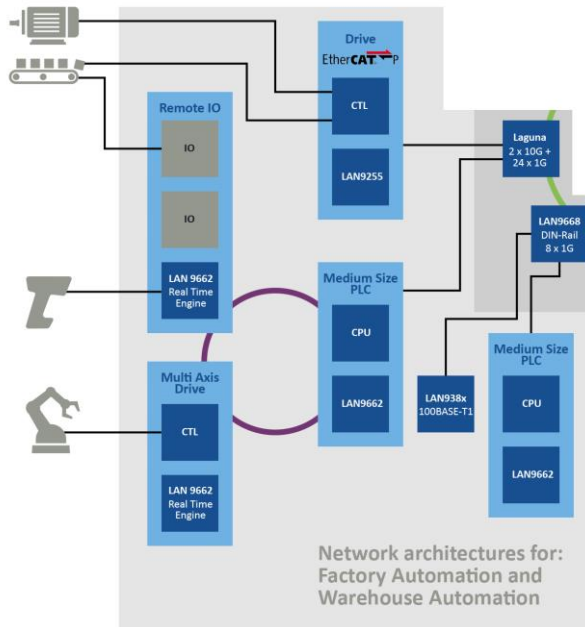 Drive
EtherCAT P
CTL
LAN9255
Remote IO
IO
IO
LAN 9662
Real Time
Engine
Laguna
2 x 10G +
24 x 1G
LAN9668
DIN-Rail
8 x 1G
Medium Size
PLC
CPU
LAN9662
Multi Axis
Drive
CTL
LAN 9662
Real Time
Engine
LAN938x
100BASE-T1
Medium Size
PLC
CPU
LAN9662
Network architectures for:
Factory Automation and
Warehouse Automation